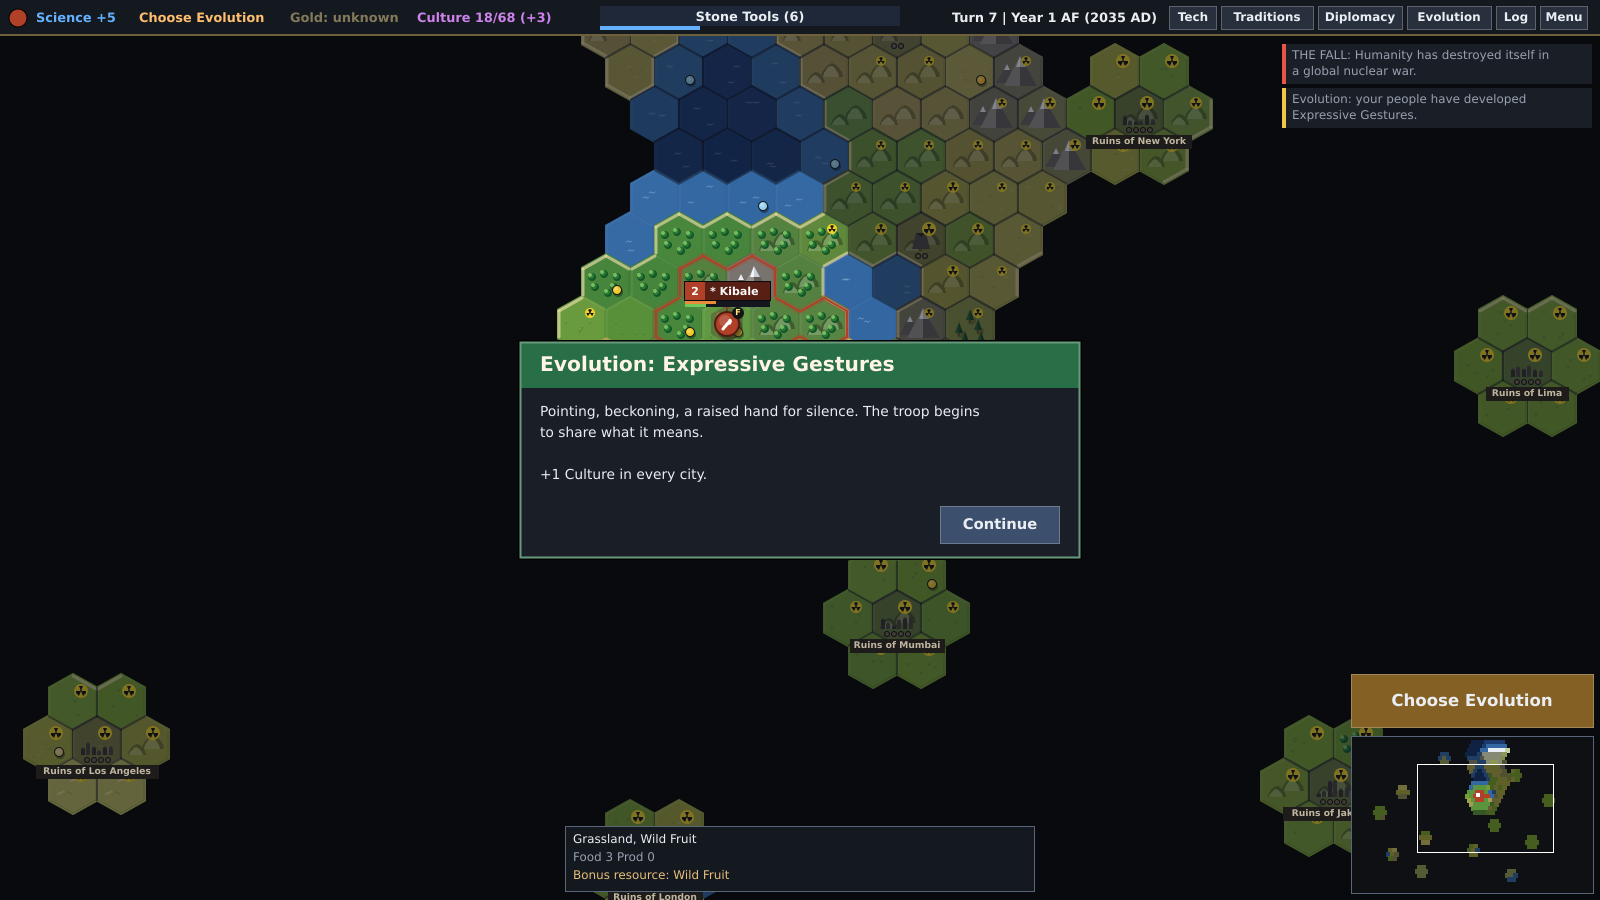 Science +5
Choose Evolution
Gold: unknown
Culture 18/68 (+3)
Stone Tools (6)
Turn 7 | Year 1 AF (2035 AD)
Tech
Traditions
Diplomacy
Evolution
Log
Menu
THE FALL: Humanity has destroyed itself in
a global nuclear war.
Evolution: your people have developed
Expressive Gestures.
Ruins of New York
2 * Kibale
F
Evolution: Expressive Gestures
Pointing, beckoning, a raised hand for silence. The troop begins
to share what it means.
+1 Culture in every city.
Continue
Ruins of Lima
Ruins of Mumbai
Ruins of Los Angeles
Choose Evolution
Ruins of Jak
Grassland, Wild Fruit
Food 3 Prod 0
Bonus resource: Wild Fruit
Ruins of London